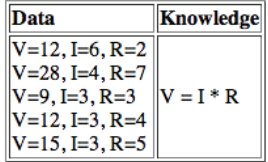 Data Knowledge
V=12, I=6, R=2
V=28, I=4, R=7
V=9, I=3, R=3 V = I * R
V=12, I=3, R=4
V=15, I=3, R=5